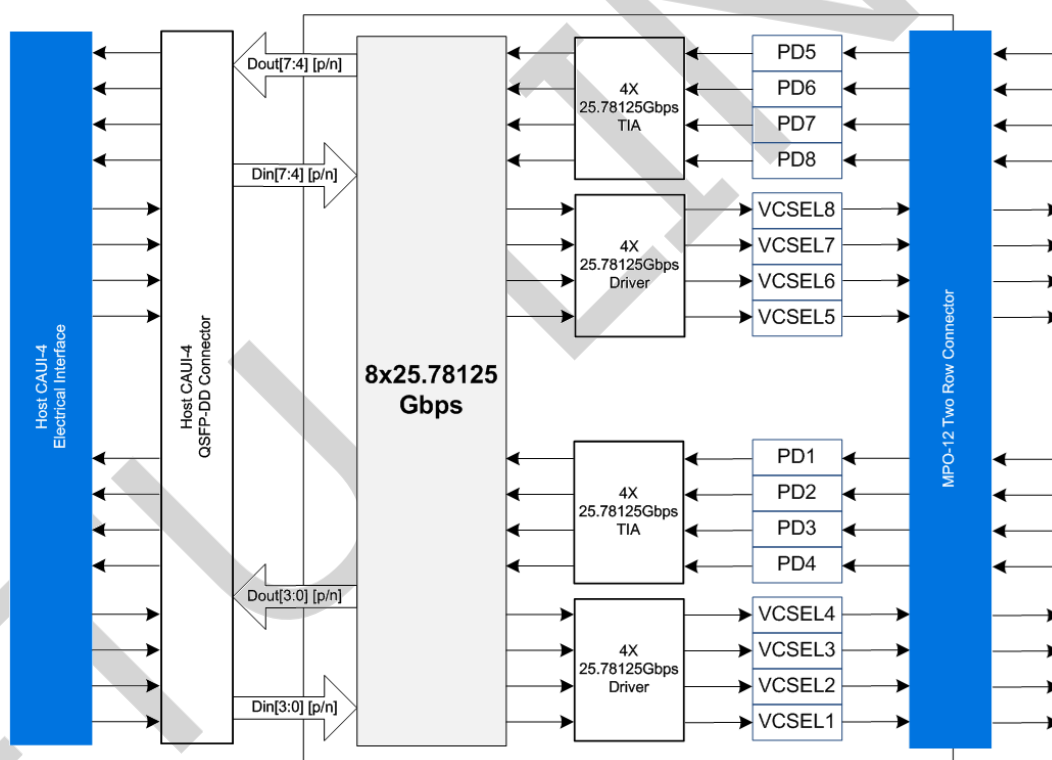 Host CAUI-4
Electrical Interface
Host CAUI-4
QSFP-DD Connector
Dout[7:4] [p/n]
Din[7:4] [p/n]
Dout[3:0] [p/n]
Din[3:0] [p/n]
8x25.78125
Gbps
4X
25.78125Gbps
TIA
PD5
PD6
PD7
PD8
4X
25.78125Gbps
Driver
VCSEL8
VCSEL7
VCSEL6
VCSEL5
4X
25.78125Gbps
TIA
PD1
PD2
PD3
PD4
4X
25.78125Gbps
Driver
VCSEL4
VCSEL3
VCSEL2
VCSEL1
MPO-12 Two Row Connector